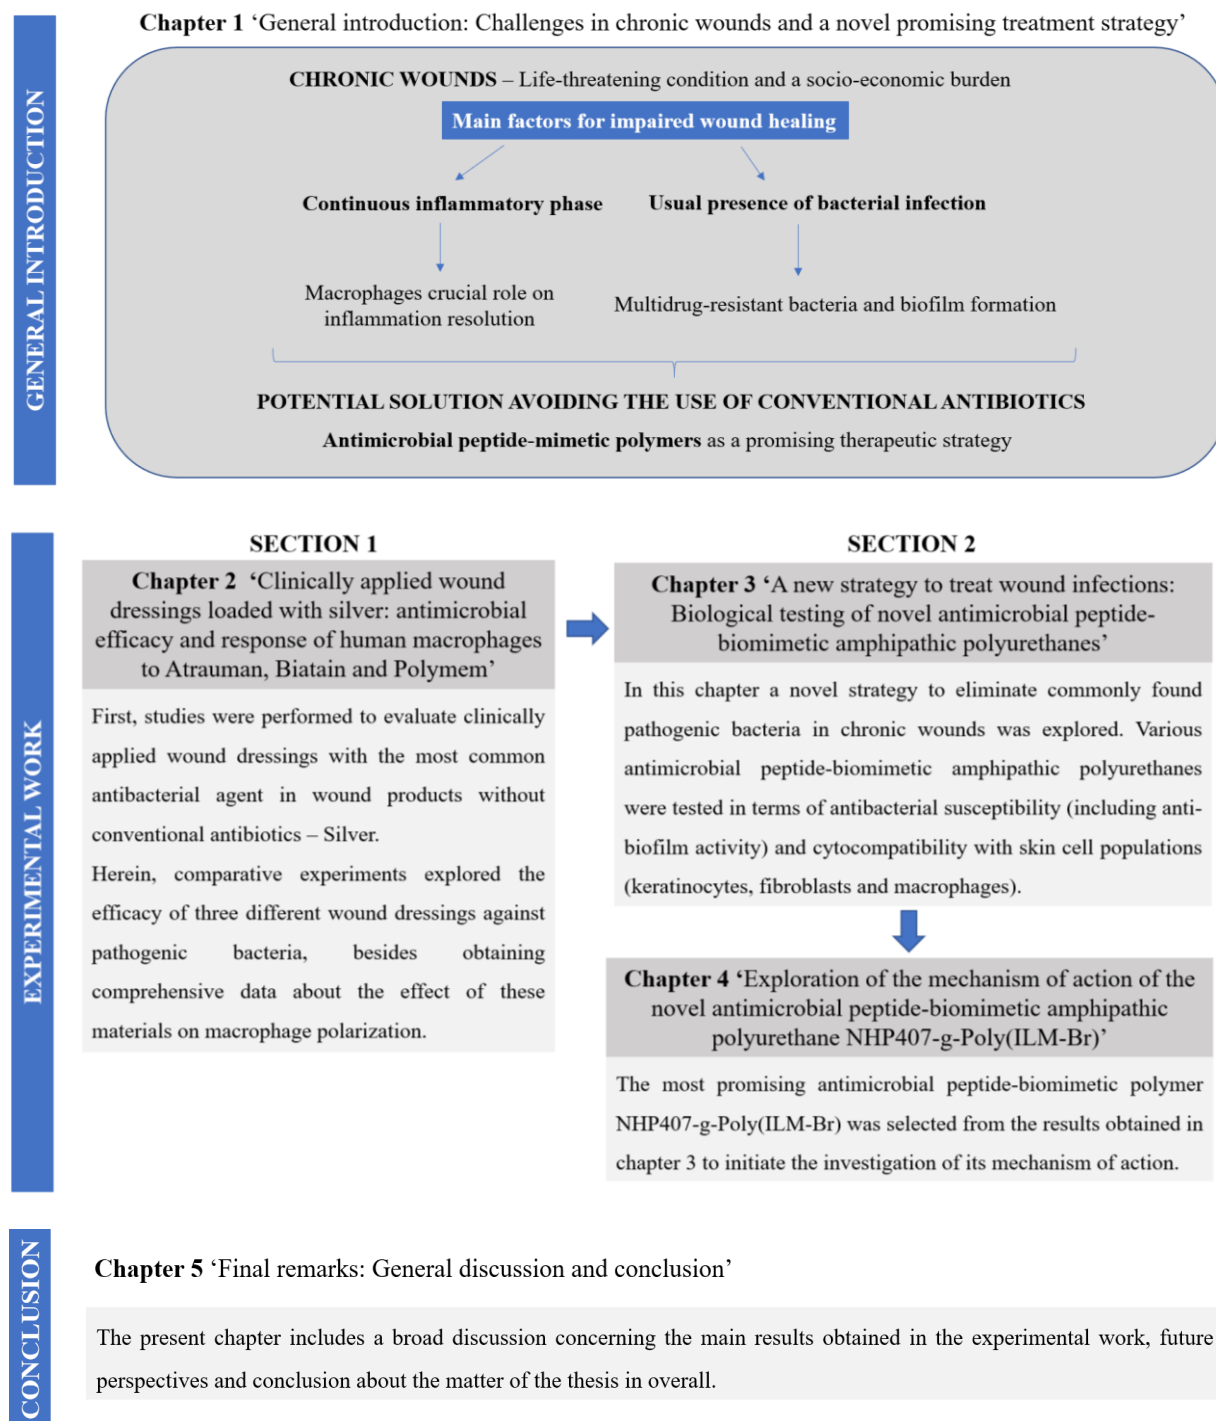 Chapter 1 ‘General introduction: Challenges in chronic wounds and a novel promising treatment strategy’
GENERAL INTRODUCTION
CHRONIC WOUNDS – Life-threatening condition and a socio-economic burden
Main factors for impaired wound healing
Continuous inflammatory phase
Usual presence of bacterial infection
Macrophages crucial role on
inflammation resolution
Multidrug-resistant bacteria and biofilm formation
POTENTIAL SOLUTION AVOIDING THE USE OF CONVENTIONAL ANTIBIOTICS
Antimicrobial peptide-mimetic polymers as a promising therapeutic strategy
EXPERIMENTAL WORK
SECTION 1
Chapter 2 ‘Clinically applied wound
dressings loaded with silver: antimicrobial
efficacy and response of human macrophages
to Atrauman, Biatain and Polymem’
First, studies were performed to evaluate clinically
applied wound dressings with the most common
antibacterial agent in wound products without
conventional antibiotics – Silver.
Herein, comparative experiments explored the
efficacy of three different wound dressings against
pathogenic bacteria, besides obtaining
comprehensive data about the effect of these
materials on macrophage polarization.
SECTION 2
Chapter 3 ‘A new strategy to treat wound infections:
Biological testing of novel antimicrobial peptide-
biomimetic amphipathic polyurethanes’
In this chapter a novel strategy to eliminate commonly found
pathogenic bacteria in chronic wounds was explored. Various
antimicrobial peptide-biomimetic amphipathic polyurethanes
were tested in terms of antibacterial susceptibility (including anti-
biofilm activity) and cytocompatibility with skin cell populations
(keratinocytes, fibroblasts and macrophages).
Chapter 4 ‘Exploration of the mechanism of action of the
novel antimicrobial peptide-biomimetic amphipathic
polyurethane NHP407-g-Poly(ILM-Br)’
The most promising antimicrobial peptide-biomimetic polymer
NHP407-g-Poly(ILM-Br) was selected from the results obtained in
chapter 3 to initiate the investigation of its mechanism of action.
CONCLUSION
Chapter 5 ‘Final remarks: General discussion and conclusion’
The present chapter includes a broad discussion concerning the main results obtained in the experimental work, future
perspectives and conclusion about the matter of the thesis in overall.